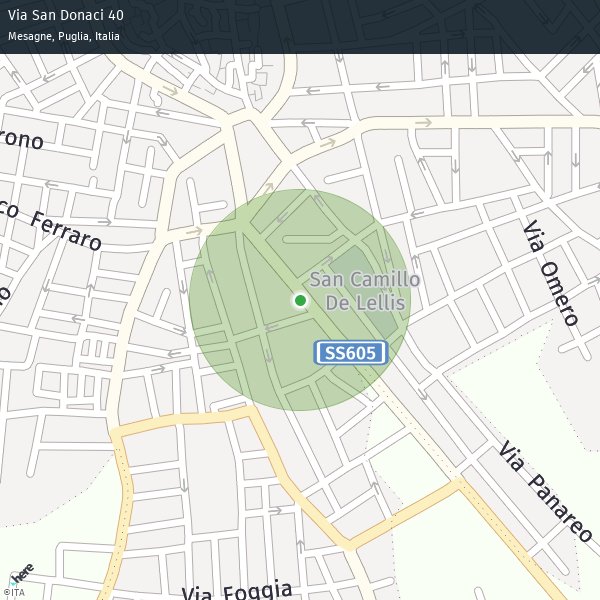 Via San Donaci 40
Mesagne, Puglia, Italia
rono
co Ferraro
Via Omero
San Camillo
De Lellis
SS605
Via Panareo
Via Foggia
here
©ITA